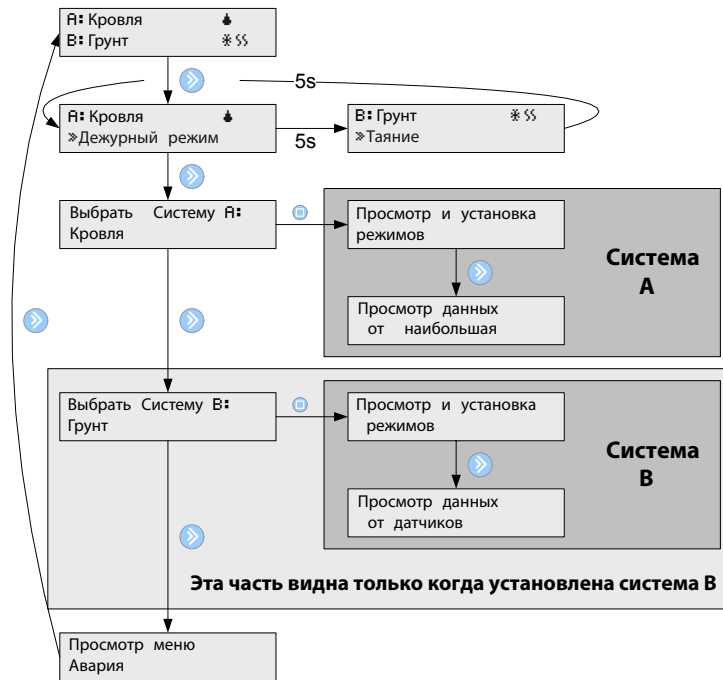 A: Кровля
B: Грунт
5s
A: Кровля
»Дежурный режим
5s
B: Грунт
»Таяние
Выбрать Систему A:
Кровля
Просмотр и установка
режимов
Просмотр данных
от наибольшая
Система
A
Выбрать Систему B:
Грунт
Просмотр и установка
режимов
Просмотр данных
от датчиков
Система
B
Эта часть видна только когда установлена система B
Просмотр меню
Авария